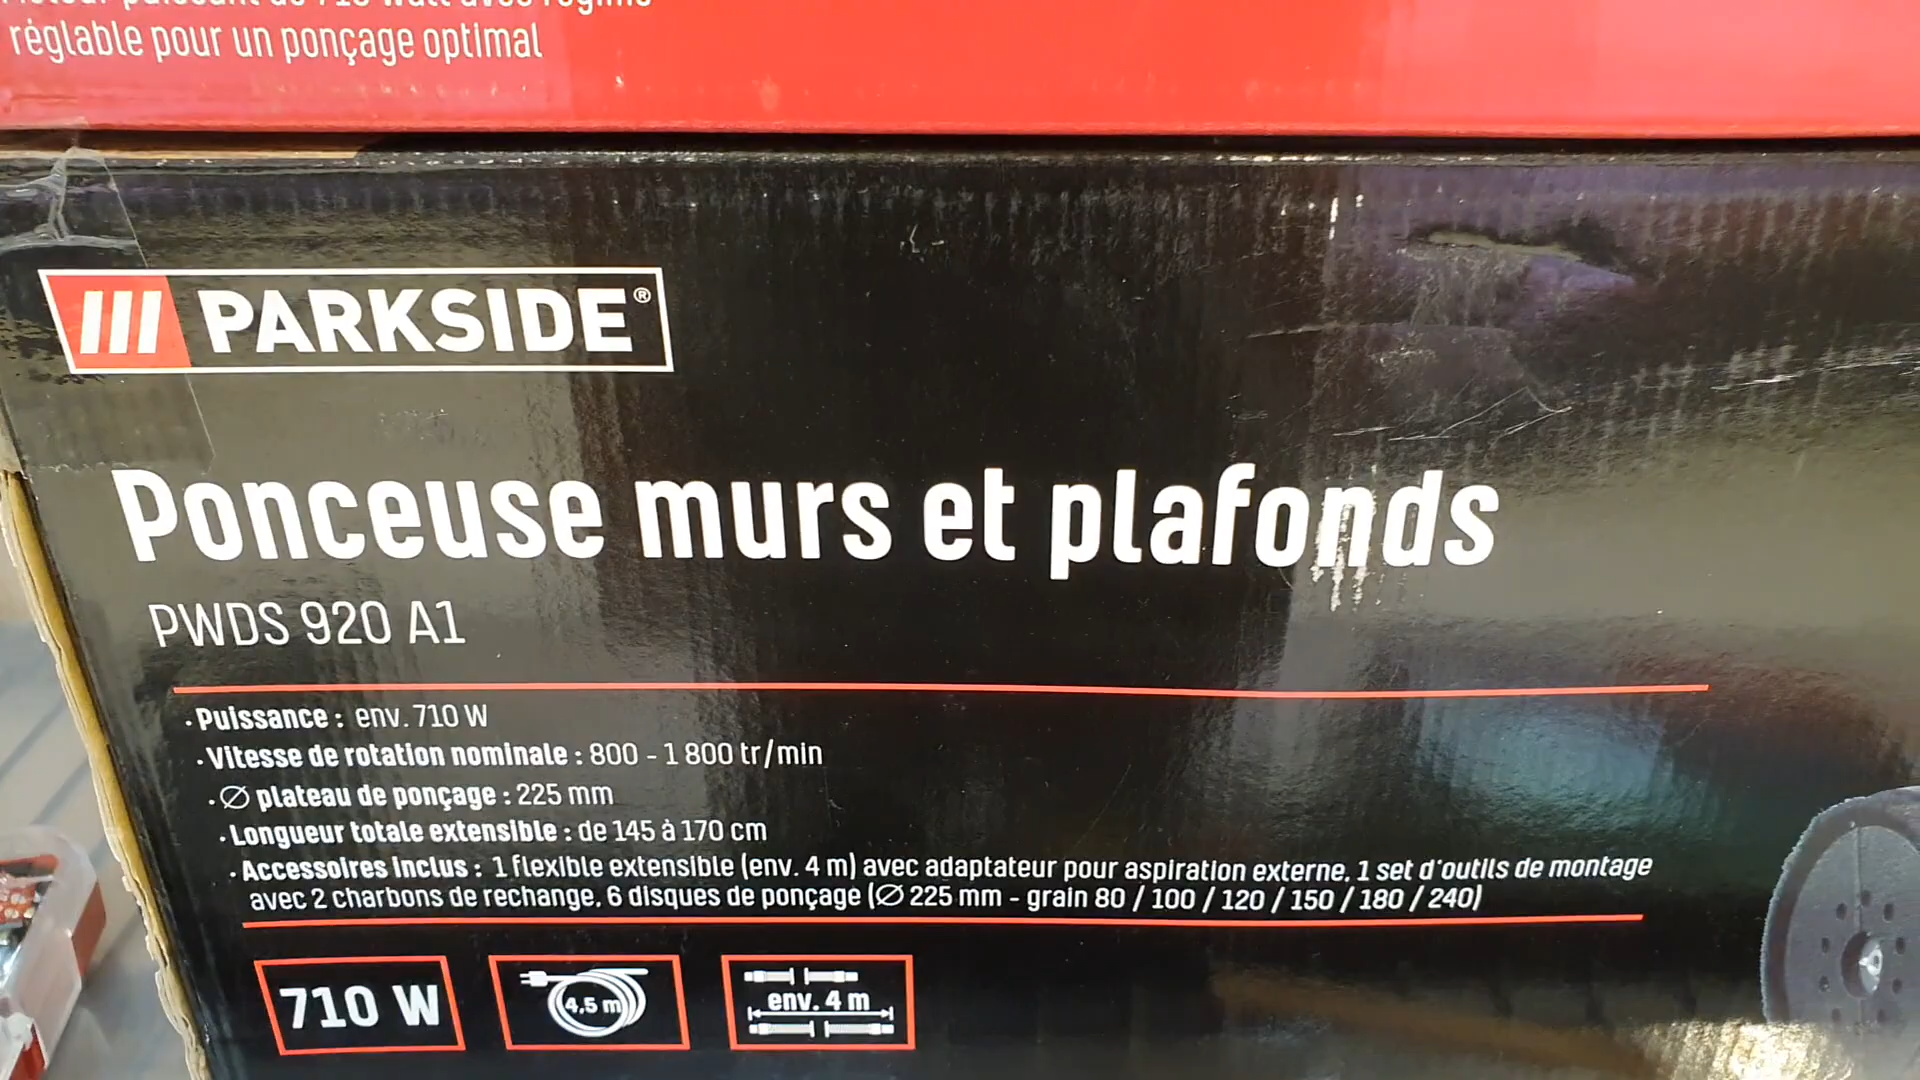 réglable pour un ponçage optimal
PARKSIDE®
Ponceuse murs et plafonds
PWDS 920 A1
· Puissance : env. 710 W
· Vitesse de rotation nominale : 800 - 1 800 tr/min
· Ø plateau de ponçage : 225 mm
· Longueur totale extensible : de 145 à 170 cm
· Accessoires inclus : 1 flexible extensible (env. 4 m) avec adaptateur pour aspiration externe, 1 set d'outils de montage
avec 2 charbons de rechange, 6 disques de ponçage (Ø 225 mm - grain 80 / 100 / 120 / 150 / 180 / 240)
710 W
4,5 m
env. 4 m